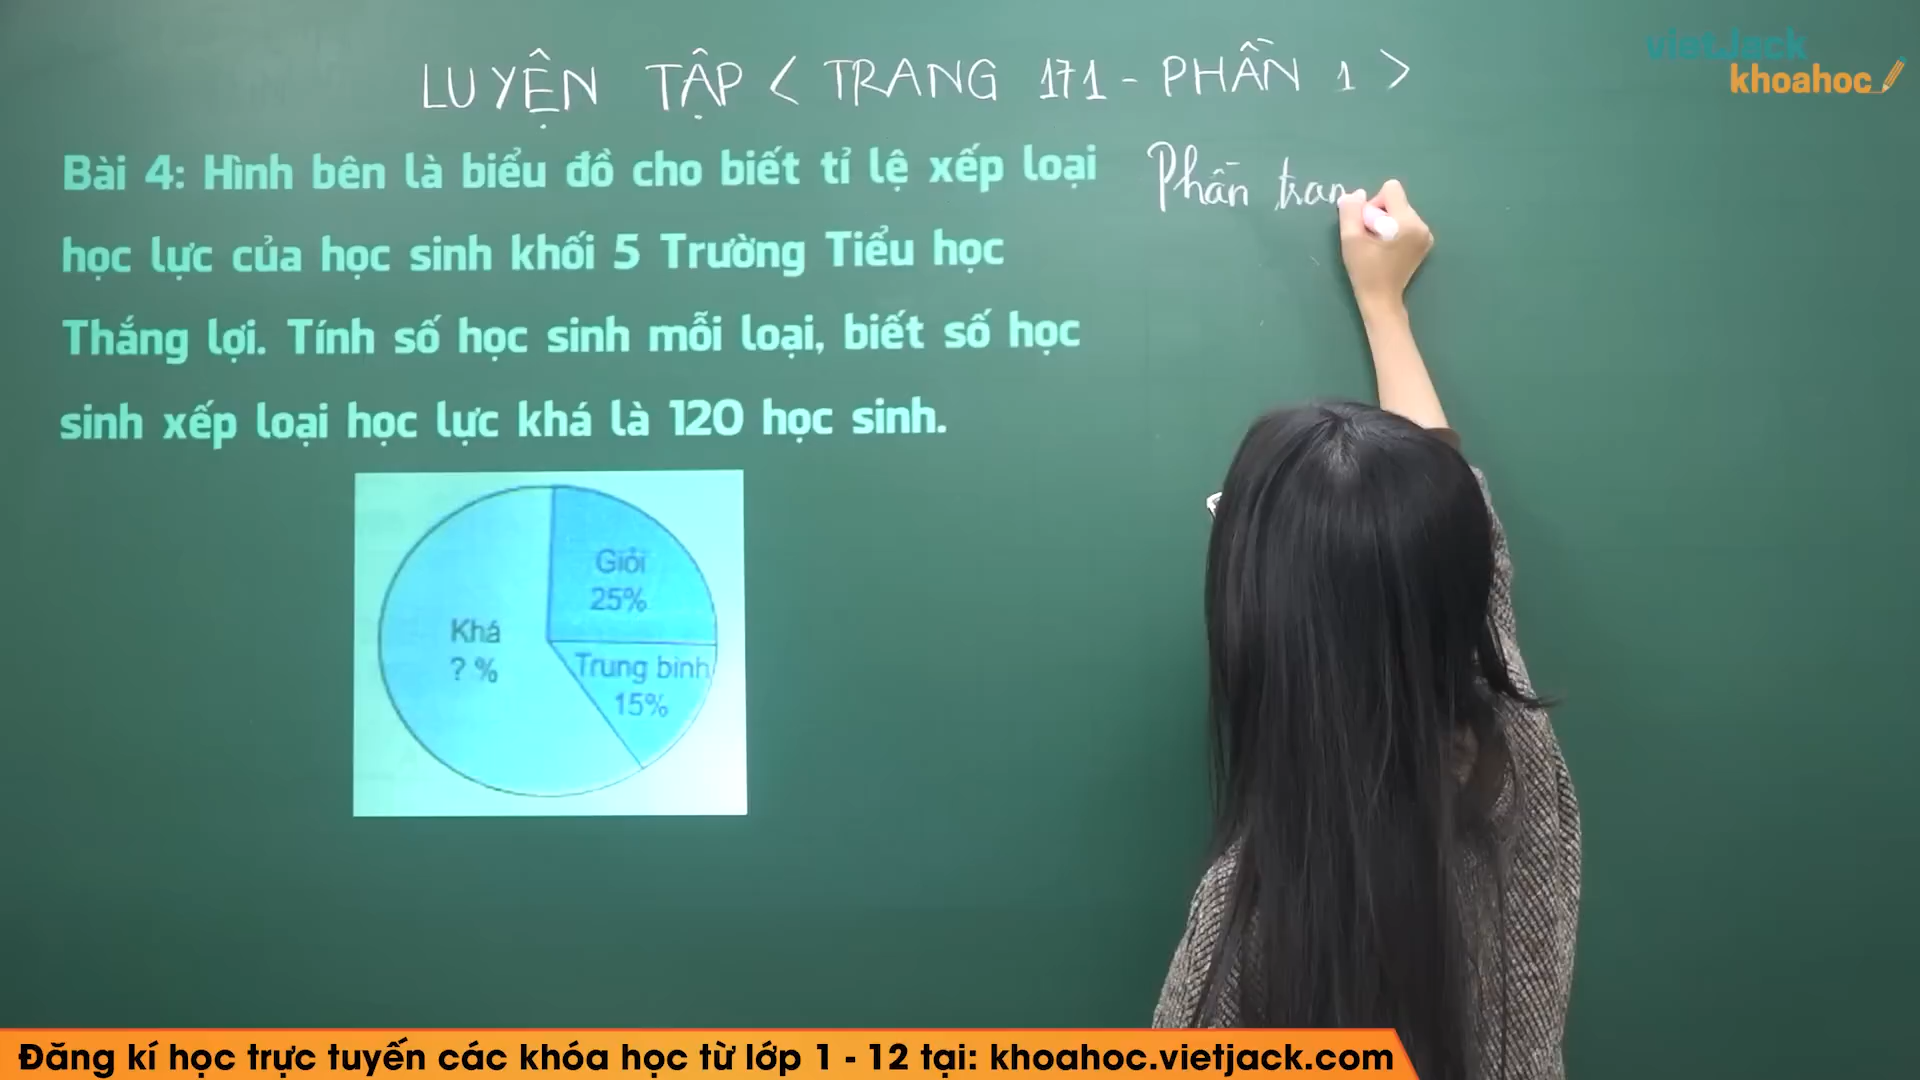 vietJack
khoahoc
LUYỆN TẬP < TRANG 171 - PHẦN 1 >
Bài 4: Hình bên là biểu đồ cho biết tỉ lệ xếp loại
học lực của học sinh khối 5 Trường Tiểu học
Thắng lợi. Tính số học sinh mỗi loại, biết số học
sinh xếp loại học lực khá là 120 học sinh.
Phần tram
Giỏi
25%
Khá
? %
Trung bình
15%
Đăng kí học trực tuyến các khóa học từ lớp 1 - 12 tại: khoahoc.vietjack.com